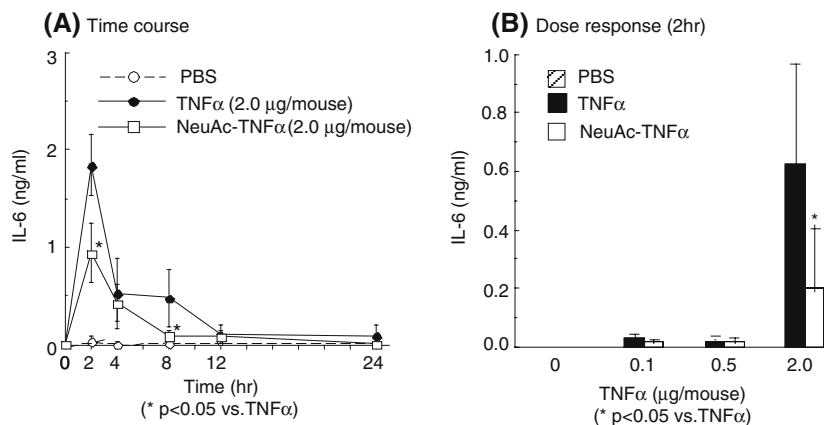 (A) Time course
3
2
1
0
IL-6 (ng/ml)
PBS
TNFα (2.0 μg/mouse)
NeuAc-TNFα (2.0 μg/mouse)
*
*
0 2 4 8 12 24
Time (hr)
(* p<0.05 vs.TNFα)
(B) Dose response (2hr)
1.0
0.8
0.6
0.4
0.2
0.0
IL-6 (ng/ml)
PBS
TNFα
NeuAc-TNFα
*
0 0.1 0.5 2.0
TNFα (μg/mouse)
(* p<0.05 vs.TNFα)